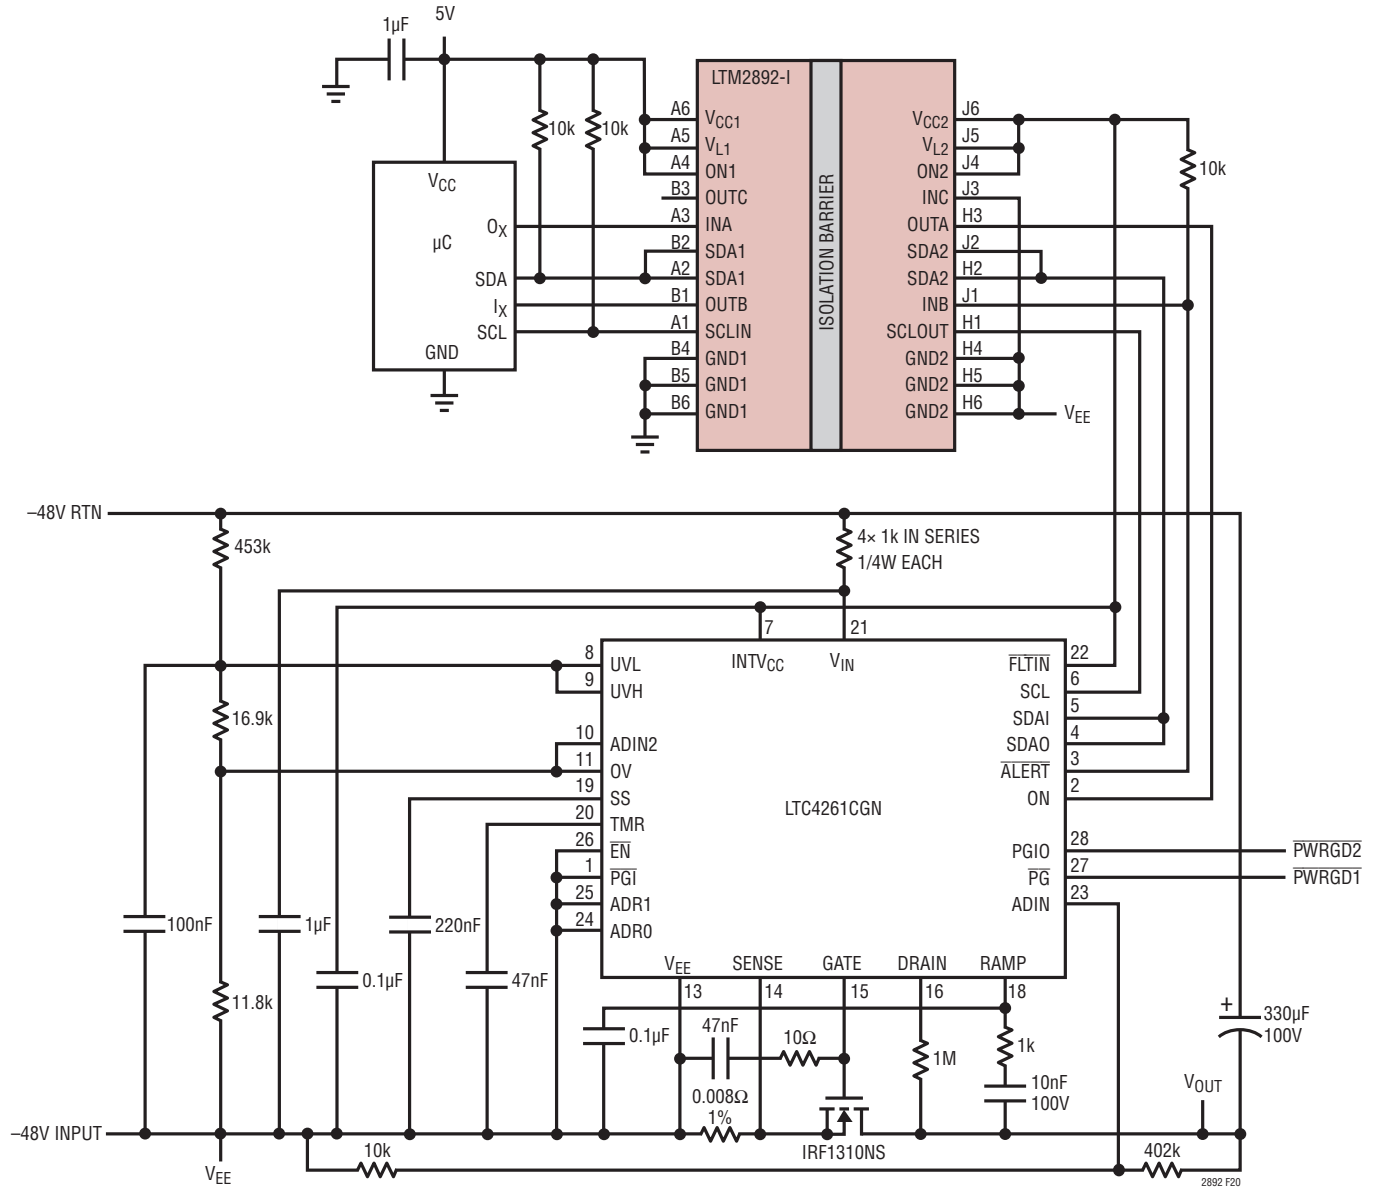 1µF
5V
10k
10k
VCC
µC
OX
SDA
IX
SCL
GND
LTM2892-I
ISOLATION BARRIER
A6 VCC1
A5 VL1
A4 ON1
B3 OUTC
A3 INA
B2 SDA1
A2 SDA1
B1 OUTB
A1 SCLIN
B4 GND1
B5 GND1
B6 GND1
VCC2 J6
VL2 J5
ON2 J4
INC J3
OUTA H3
SDA2 J2
SDA2 H2
INB J1
SCLOUT H1
GND2 H4
GND2 H5
GND2 H6
VEE
10k
–48V RTN
453k
4× 1k IN SERIES
1/4W EACH
7
21
INTVCC
VIN
8 UVL
9 UVH
16.9k
10 ADIN2
11 OV
19 SS
20 TMR
26 EN
1 PGI
25 ADR1
24 ADR0
LTC4261CGN
FLTIN 22
SCL 6
SDAI 5
SDAO 4
ALERT 3
ON 2
PGIO 28
PG 27
ADIN 23
PWRGD2
PWRGD1
VEE
SENSE
GATE
DRAIN
RAMP
13
14
15
16
18
100nF
1µF
220nF
0.1µF
47nF
11.8k
0.1µF
47nF
10Ω
0.008Ω
1%
1M
1k
10nF
100V
330µF
100V
+
VOUT
IRF1310NS
–48V INPUT
VEE
10k
402k
2892 F20